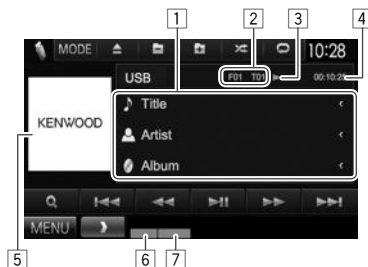 1 2 3 4
MODE 10:28
USB F01 T01 00:10:25
KENWOOD
Title
Artist
Album
MENU
5 6 7